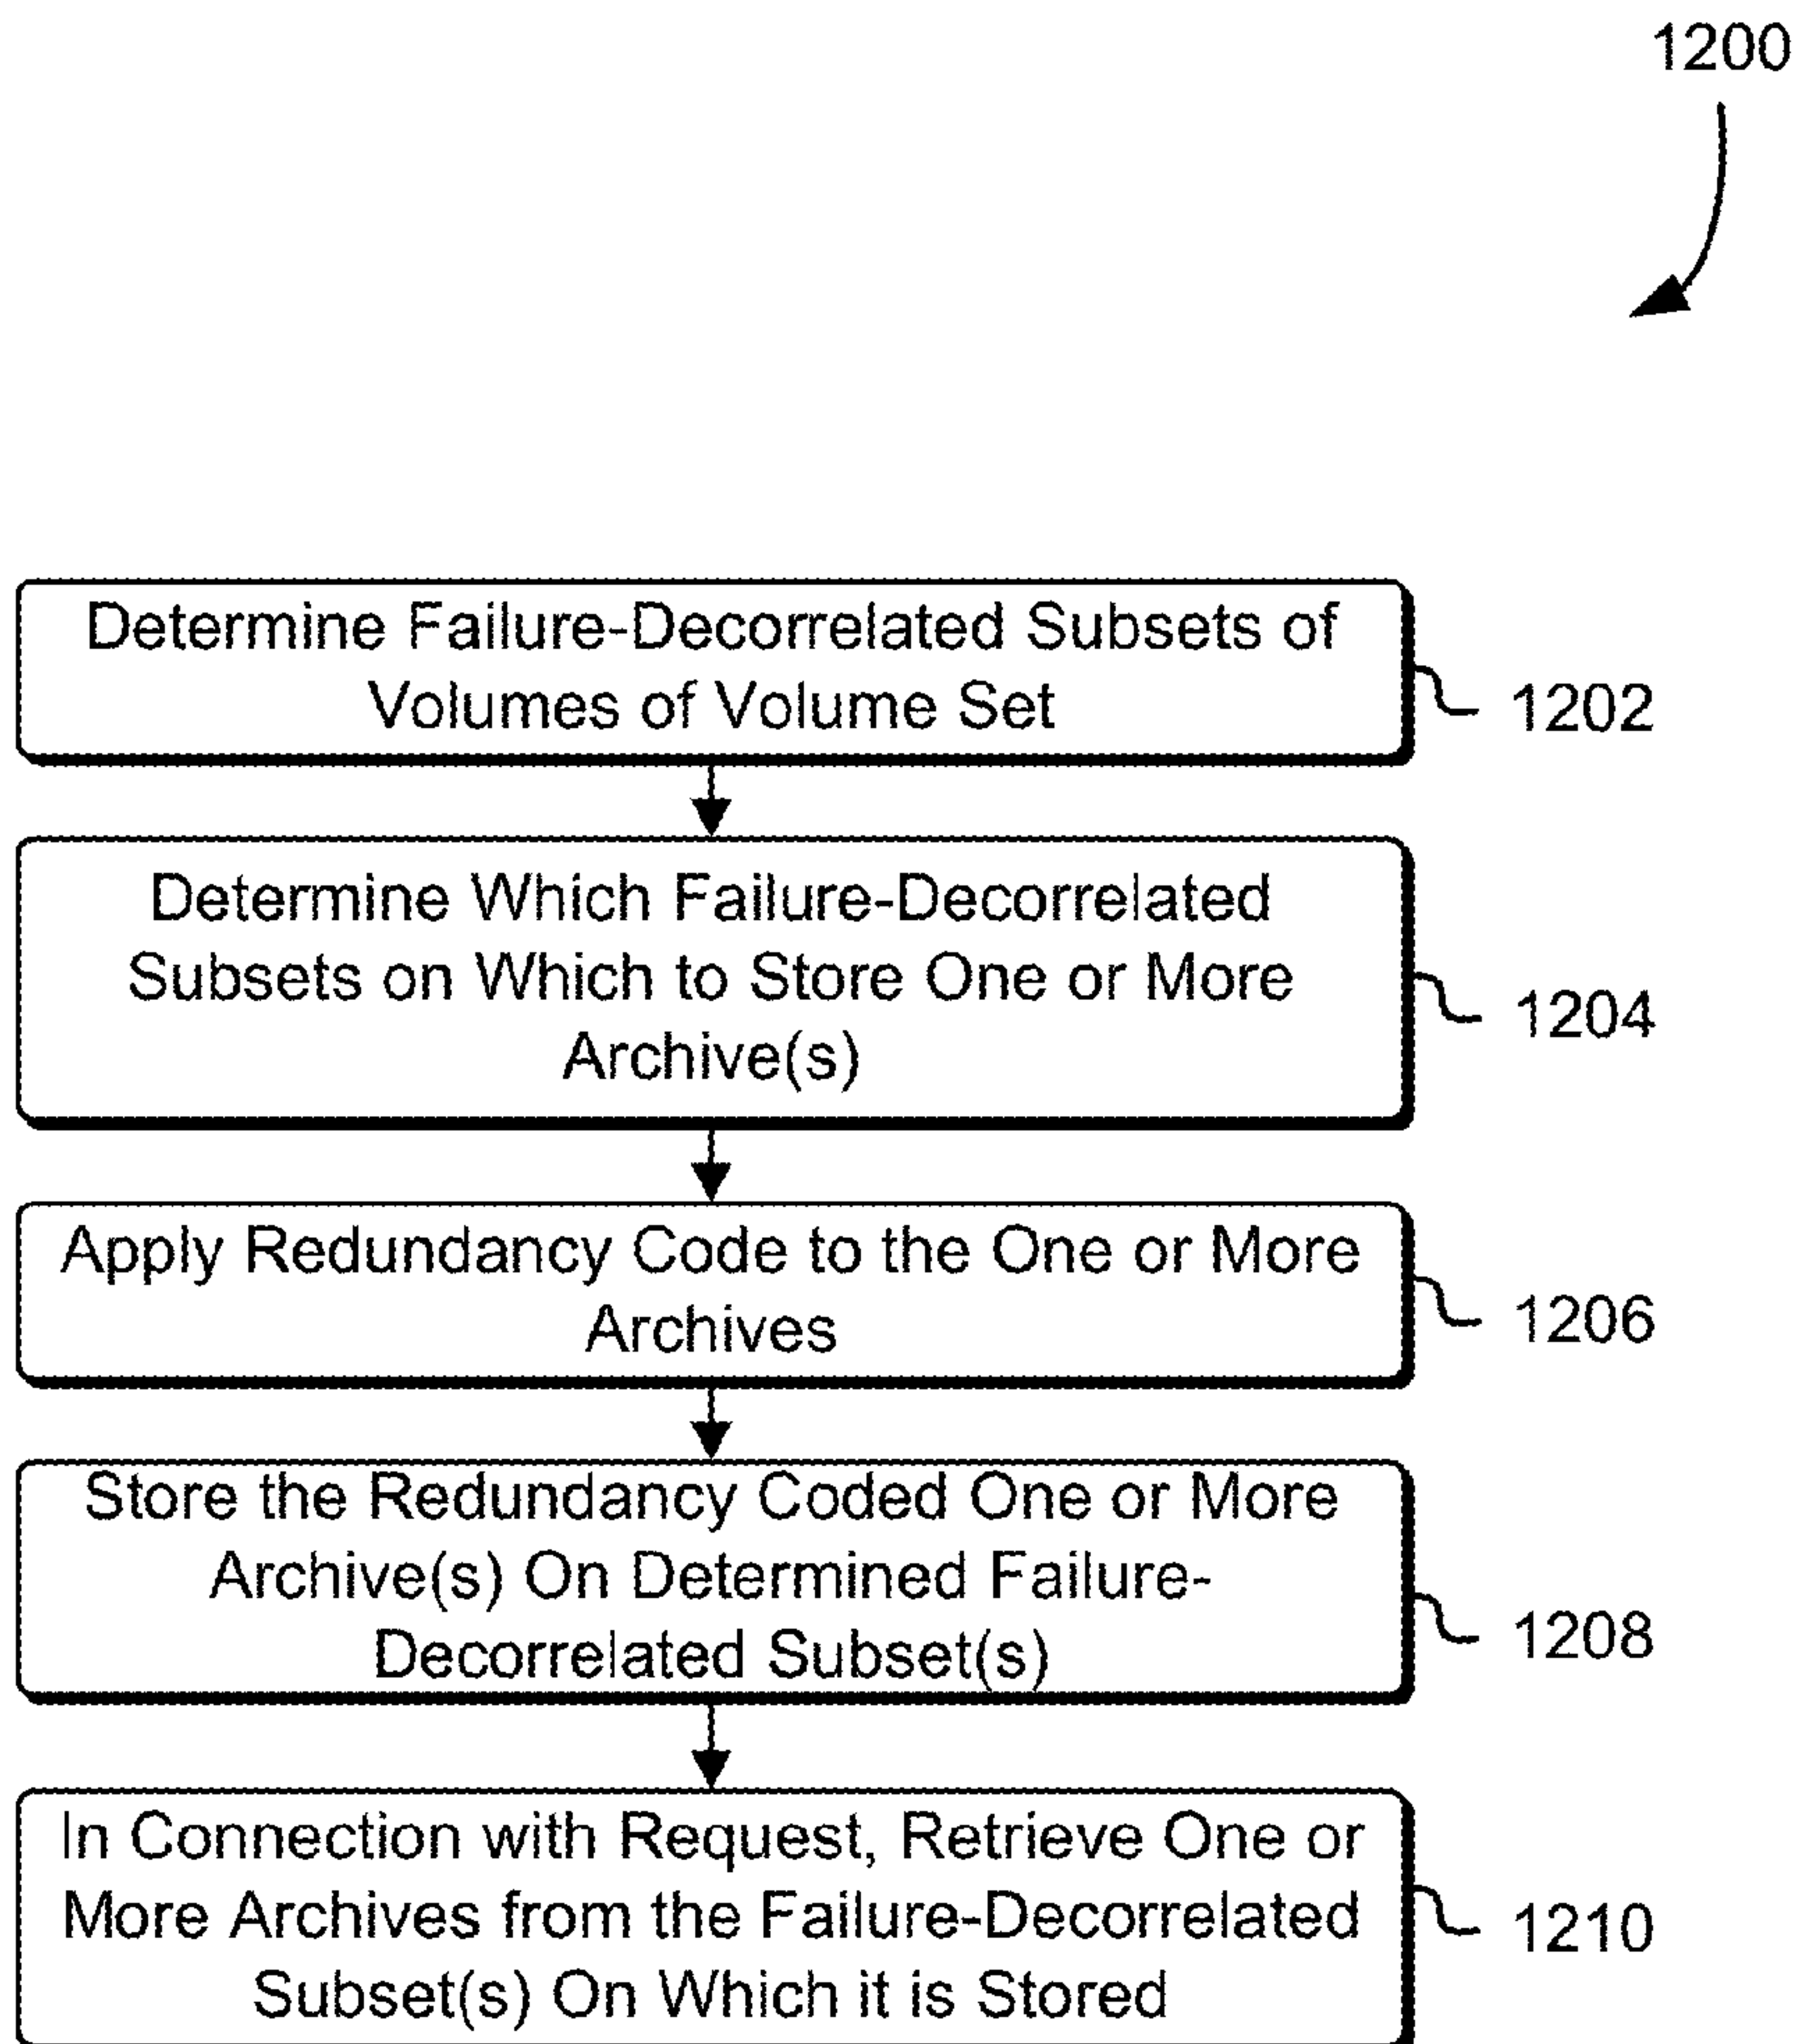 1200
Determine Failure-Decorrelated Subsets of
Volumes of Volume Set
1202
Determine Which Failure-Decorrelated
Subsets on Which to Store One or More
Archive(s)
1204
Apply Redundancy Code to the One or More
Archives
1206
Store the Redundancy Coded One or More
Archive(s) On Determined Failure-
Decorrelated Subset(s)
1208
In Connection with Request, Retrieve One or
More Archives from the Failure-Decorrelated
Subset(s) On Which it is Stored
1210